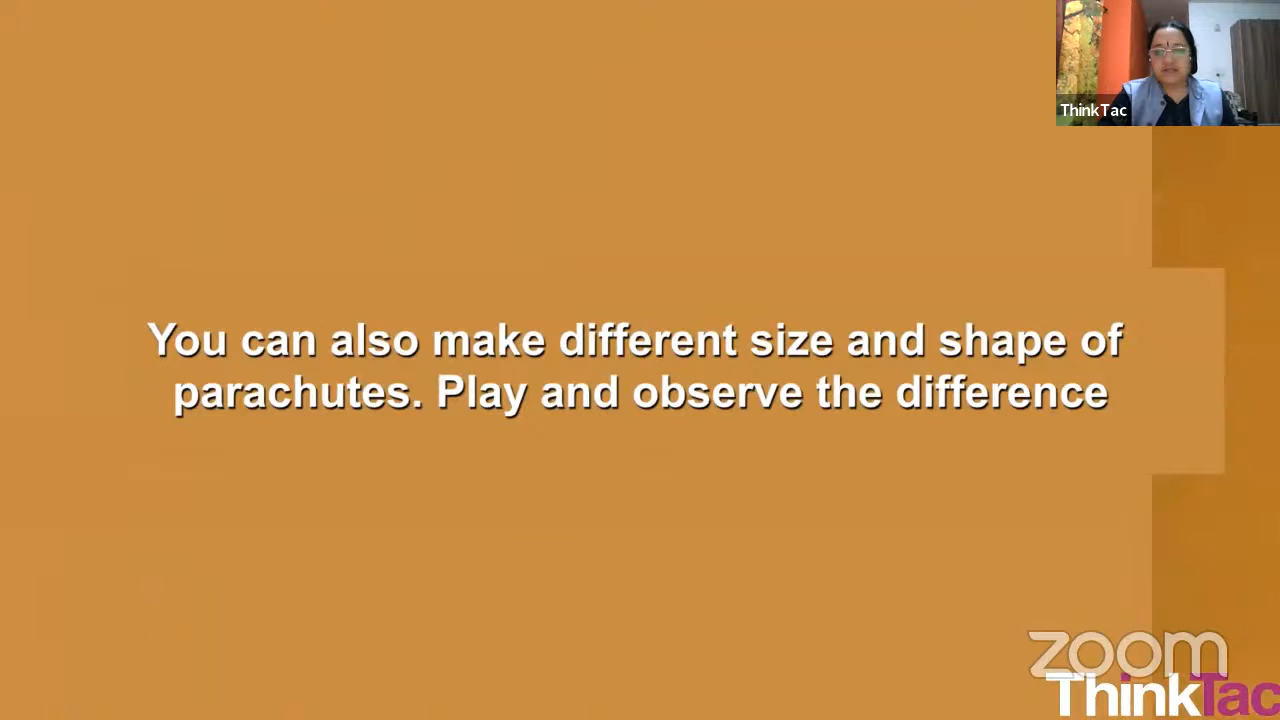 ThinkTac
You can also make different size and shape of
parachutes. Play and observe the difference
zoom
ThinkTac